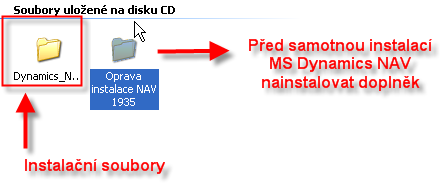 Soubory uložené na disku CD
Dynamics_N...
Oprava
instalace NAV
1935
Před samotnou instalací
MS Dynamics NAV
nainstalovat doplněk
Instalační soubory